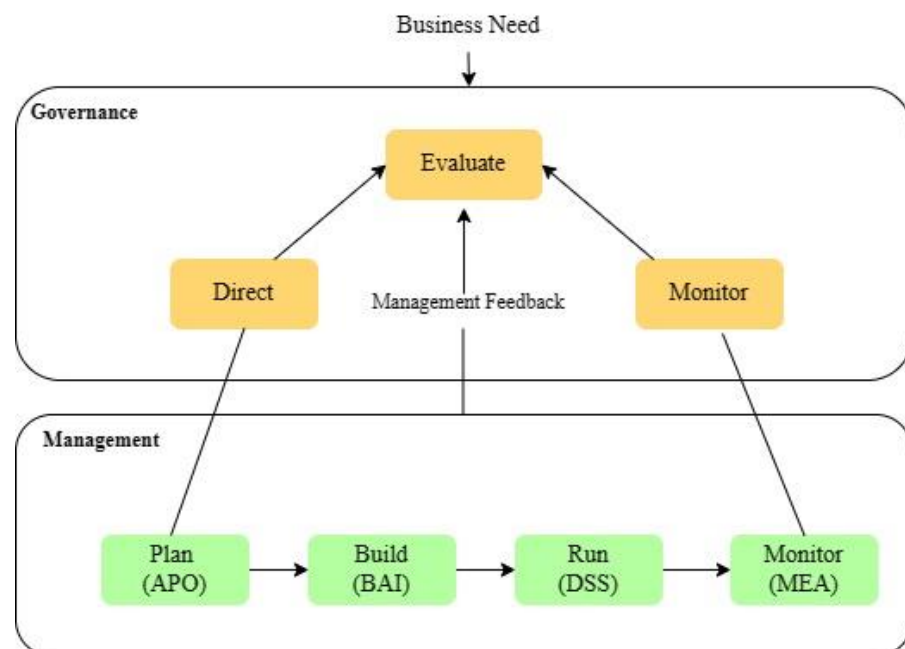 Business Need
Governance
Evaluate
Direct
Management Feedback
Monitor
Management
Plan
(APO)
Build
(BAI)
Run
(DSS)
Monitor
(MEA)